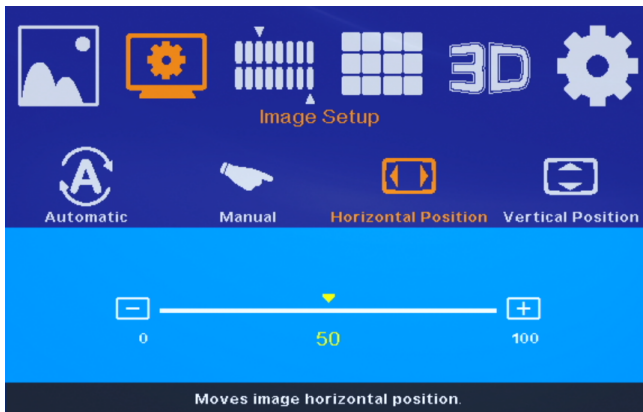 3D
Image Setup
A
Automatic
Manual
Horizontal Position
Vertical Position
0
50
100
Moves image horizontal position.